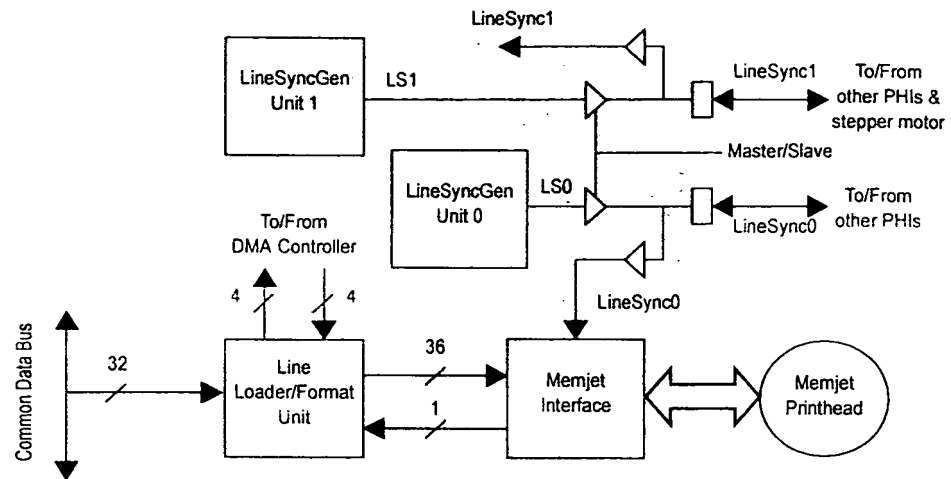 LineSync1
LineSyncGen
Unit 1
LS1
LineSync1
To/From
other PHIs &
stepper motor
Master/Slave
LineSyncGen
Unit 0
LS0
LineSync0
To/From
other PHIs
To/From
DMA Controller
4
4
LineSync0
Common Data Bus
32
Line
Loader/Format
Unit
36
1
Memjet
Interface
Memjet
Printhead